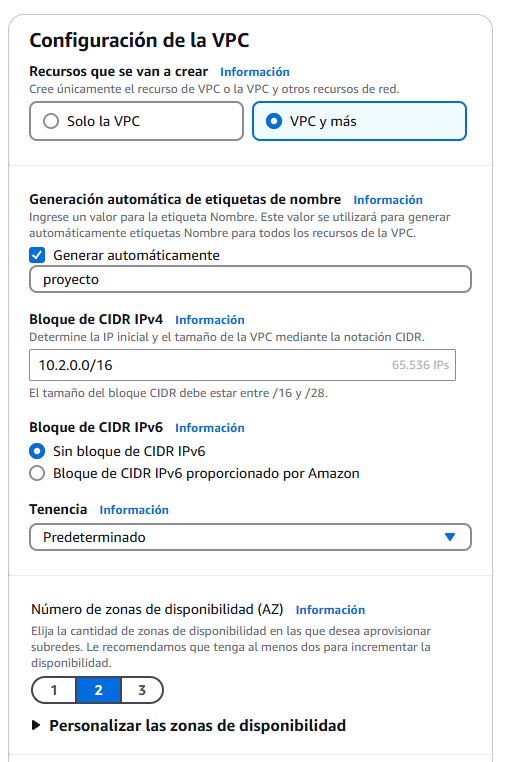 Configuración de la VPC
Recursos que se van a crear Información
Cree únicamente el recurso de VPC o la VPC y otros recursos de red.
Solo la VPC
VPC y más
Generación automática de etiquetas de nombre Información
Ingrese un valor para la etiqueta Nombre. Este valor se utilizará para generar
automáticamente etiquetas Nombre para todos los recursos de la VPC.
Generar automáticamente
proyecto
Bloque de CIDR IPv4 Información
Determine la IP inicial y el tamaño de la VPC mediante la notación CIDR.
10.2.0.0/16 65.536 IPs
El tamaño del bloque CIDR debe estar entre /16 y /28.
Bloque de CIDR IPv6 Información
Sin bloque de CIDR IPv6
Bloque de CIDR IPv6 proporcionado por Amazon
Tenencia Información
Predeterminado
Número de zonas de disponibilidad (AZ) Información
Elija la cantidad de zonas de disponibilidad en las que desea aprovisionar
subredes. Le recomendamos que tenga al menos dos para incrementar la
disponibilidad.
1 2 3
Personalizar las zonas de disponibilidad